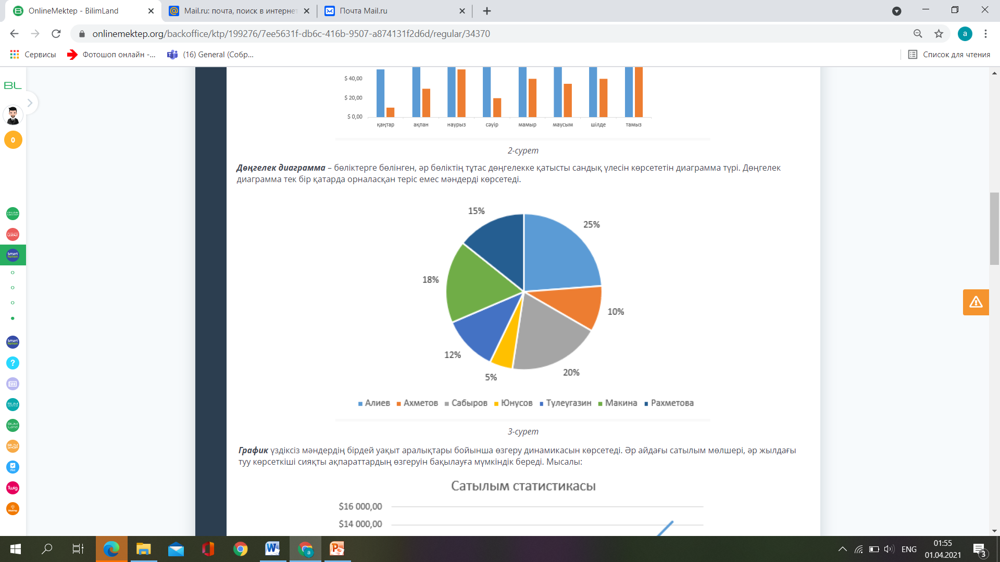 OnlineMektep - BilimLand
Mail.ru: почта, поиск в интернет
Почта Mail.ru
onlinemektep.org/backoffice/ktp/199276/7ee5631f-db6c-416b-9507-a874131f2d6d/regular/34370
a
Сервисы
Фотошоп онлайн -...
(16) General (Собр...
Список для чтения
BL
0
$ 40,00
$ 20,00
$ 0,00
қаңтар ақпан наурыз сәуір мамыр маусым шілде тамыз
2-сурет
Дөңгелек диаграмма – бөліктерге бөлінген, әр бөліктің тұтас дөңгелекке қатысты сандық үлесін көрсететін диаграмма түрі. Дөңгелек
диаграмма тек бір қатарда орналасқан теріс емес мәндерді көрсетеді.
15%
25%
18%
10%
12%
20%
5%
Алиев Ахметов Сабыров Юнусов Тулеугазин Макина Рахметова
3-сурет
График үздіксіз мәндердің бірдей уақыт аралықтары бойынша өзгеру динамикасын көрсетеді. Әр айдағы сатылым мөлшері, әр жылдағы
туу көрсеткіші сияқты ақпараттардың өзгеруін бақылауға мүмкіндік береді. Мысалы:
Сатылым статистикасы
$16 000,00
$14 000,00
Smart
Nation
Smart
Nation
?
Twig
ENG
01:55
01.04.2021
3